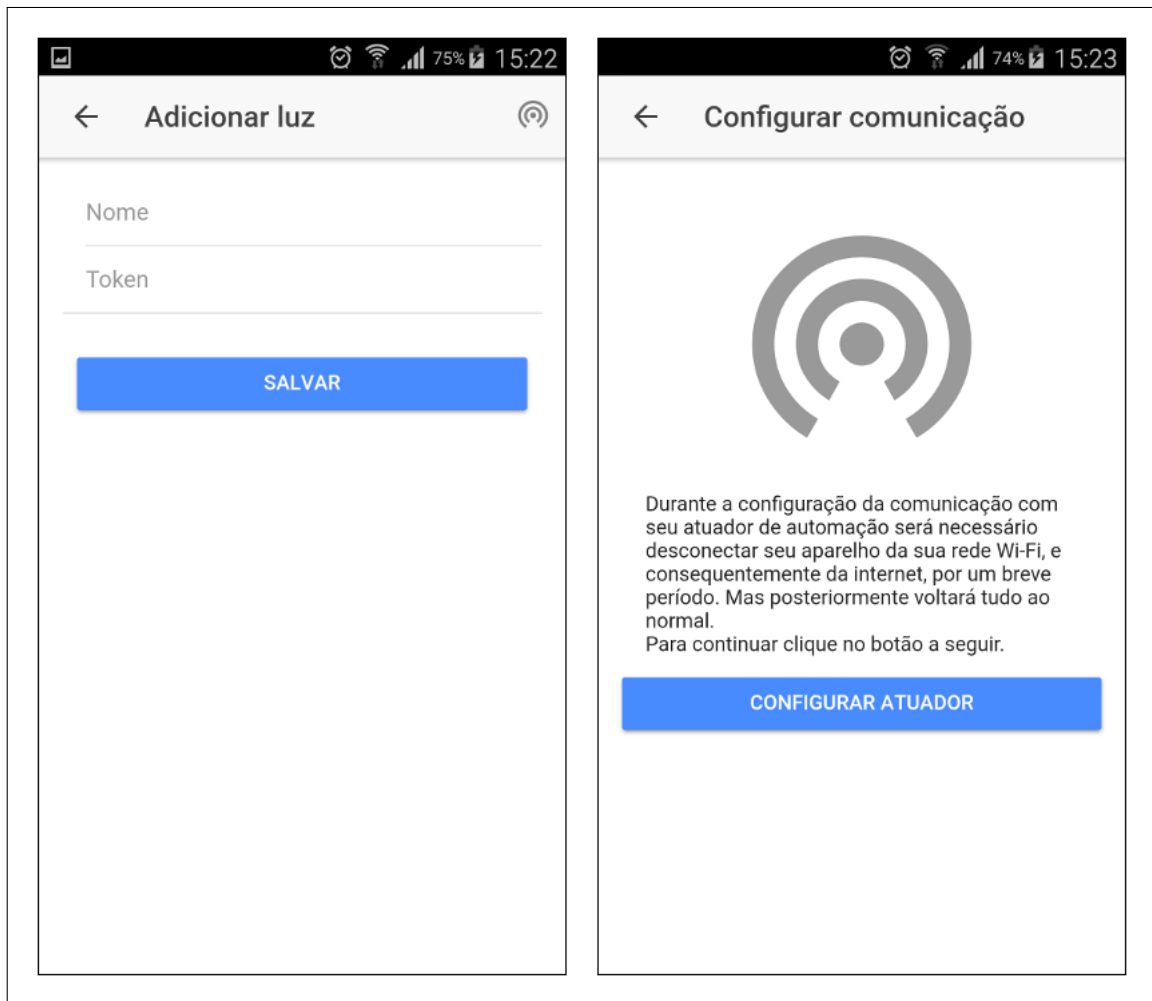 75% 15:22
Adicionar luz
Nome
Token
SALVAR
74% 15:23
Configurar comunicação
Durante a configuração da comunicação com
seu atuador de automação será necessário
desconectar seu aparelho da sua rede Wi-Fi, e
consequentemente da internet, por um breve
período. Mas posteriormente voltará tudo ao
normal.
Para continuar clique no botão a seguir.
CONFIGURAR ATUADOR